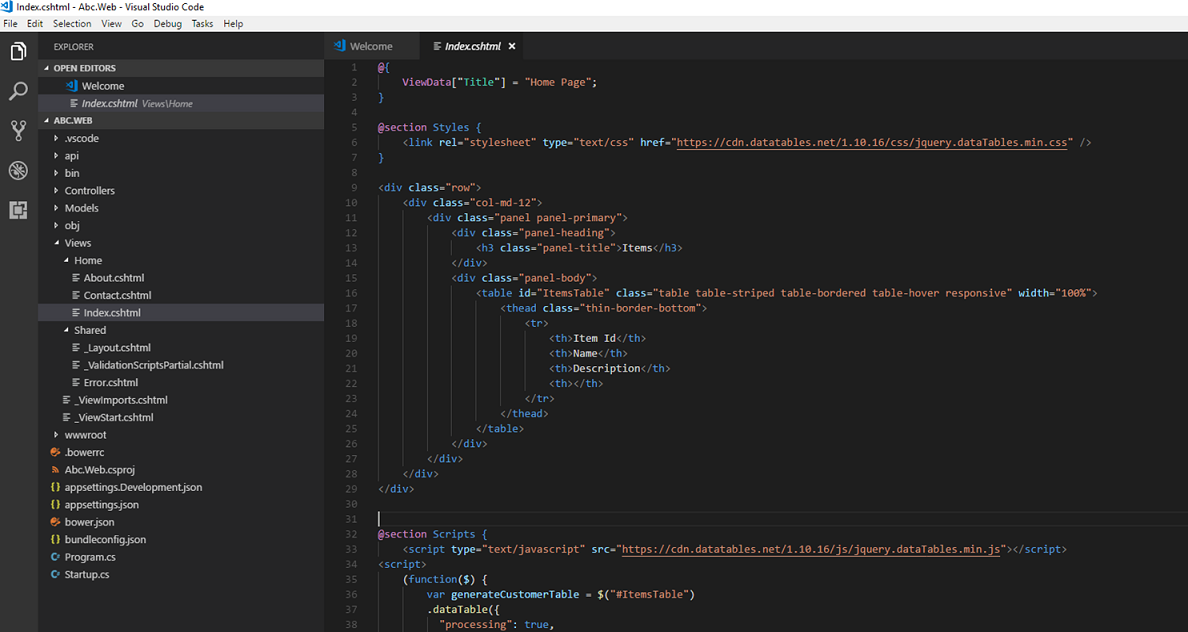 Index.cshtml - Abc.Web - Visual Studio Code
File Edit Selection View Go Debug Tasks Help
EXPLORER
OPEN EDITORS
Welcome
Index.cshtml Views\Home
ABC.WEB
.vscode
api
bin
Controllers
Models
obj
Views
Home
About.cshtml
Contact.cshtml
Index.cshtml
Shared
_Layout.cshtml
_ValidationScriptsPartial.cshtml
Error.cshtml
_ViewImports.cshtml
_ViewStart.cshtml
wwwroot
.bowerrc
Abc.Web.csproj
appsettings.Development.json
appsettings.json
bower.json
bundleconfig.json
Program.cs
Startup.cs
Welcome Index.cshtml
1 @{
2 ViewData["Title"] = "Home Page";
3 }
4
5 @section Styles {
6 <link rel="stylesheet" type="text/css" href="https://cdn.datatables.net/1.10.16/css/jquery.dataTables.min.css" />
7 }
8
9 <div class="row">
10 <div class="col-md-12">
11 <div class="panel panel-primary">
12 <div class="panel-heading">
13 <h3 class="panel-title">Items</h3>
14 </div>
15 <div class="panel-body">
16 <table id="ItemsTable" class="table table-striped table-bordered table-hover responsive" width="100%">
17 <thead class="thin-border-bottom">
18 <tr>
19 <th>Item Id</th>
20 <th>Name</th>
21 <th>Description</th>
22 <th></th>
23 </tr>
24 </thead>
25 </table>
26 </div>
27 </div>
28 </div>
29 </div>
30
31
32 @section Scripts {
33 <script type="text/javascript" src="https://cdn.datatables.net/1.10.16/js/jquery.dataTables.min.js"></script>
34 <script>
35 (function($) {
36 var generateCustomerTable = $("#ItemsTable")
37 .dataTable({
38 "processing": true,